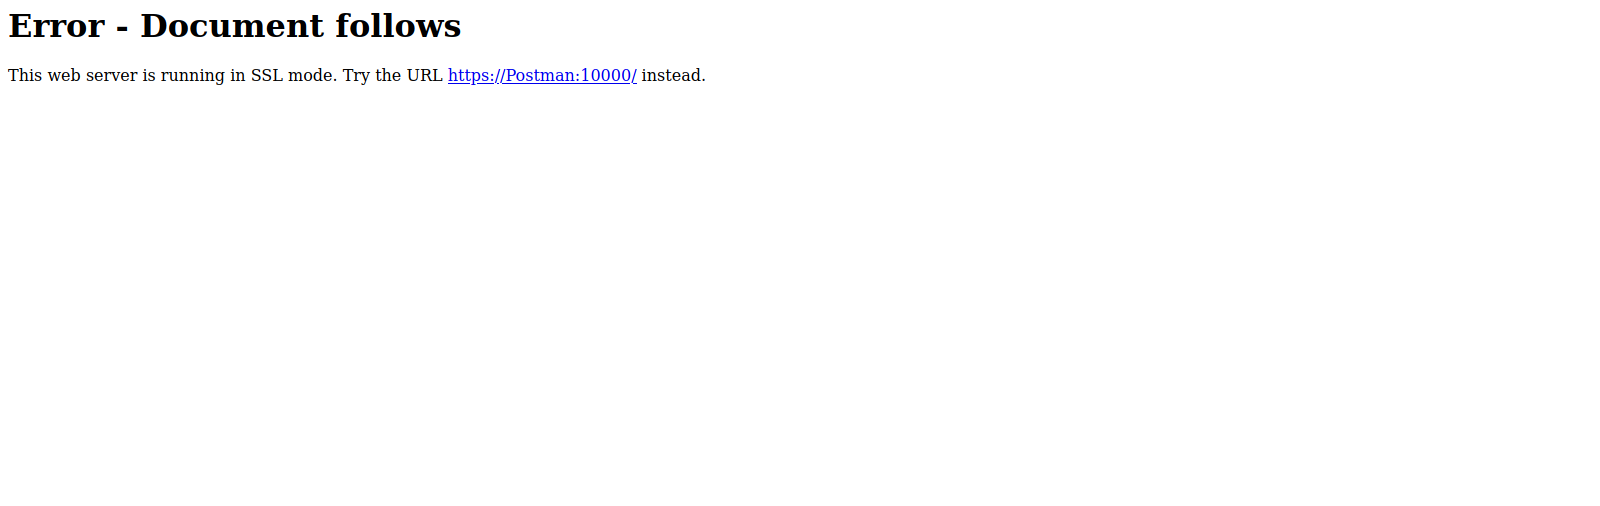 Error - Document follows
This web server is running in SSL mode. Try the URL https://Postman:10000/ instead.